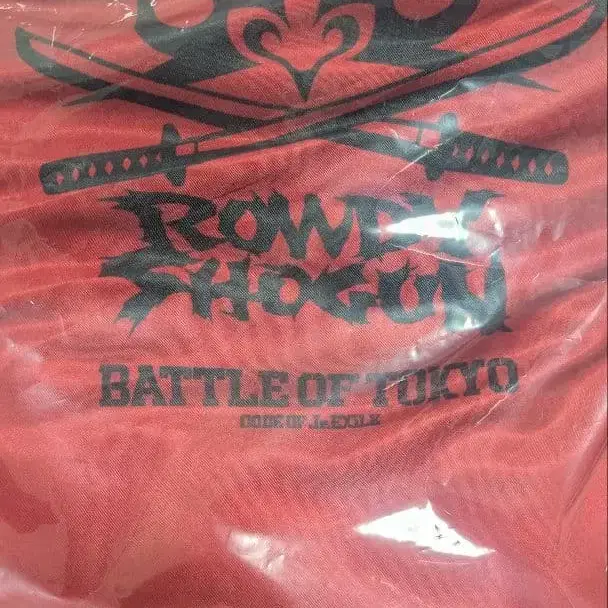 ROWDY
SHOGUN
BATTLE OF TOKYO
CODE OF Jr.EXILE